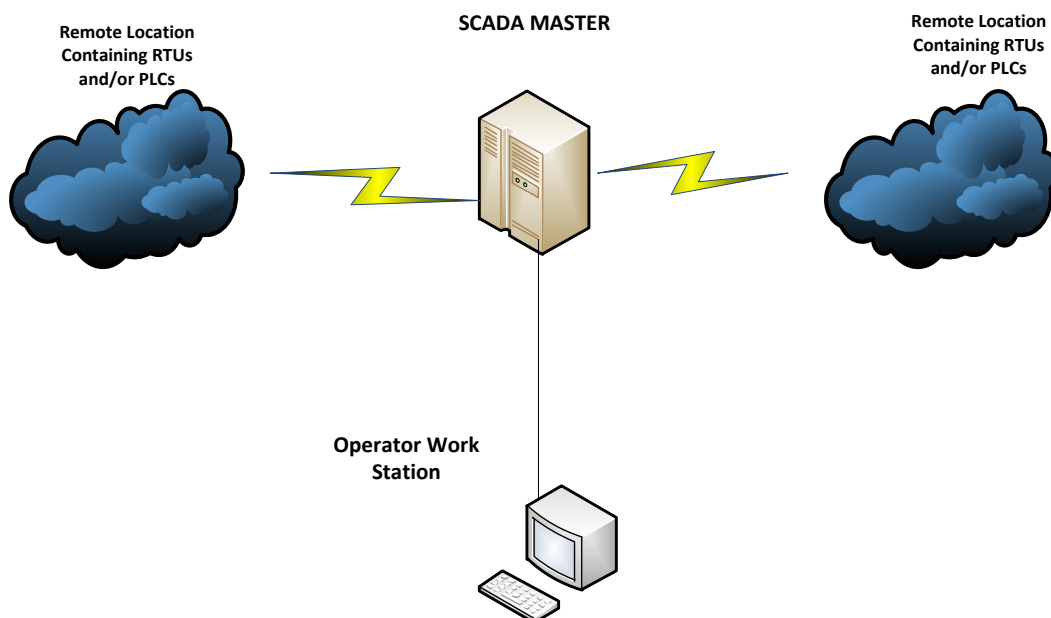 Remote Location
Containing RTUs
and/or PLCs
SCADA MASTER
Remote Location
Containing RTUs
and/or PLCs
Operator Work
Station